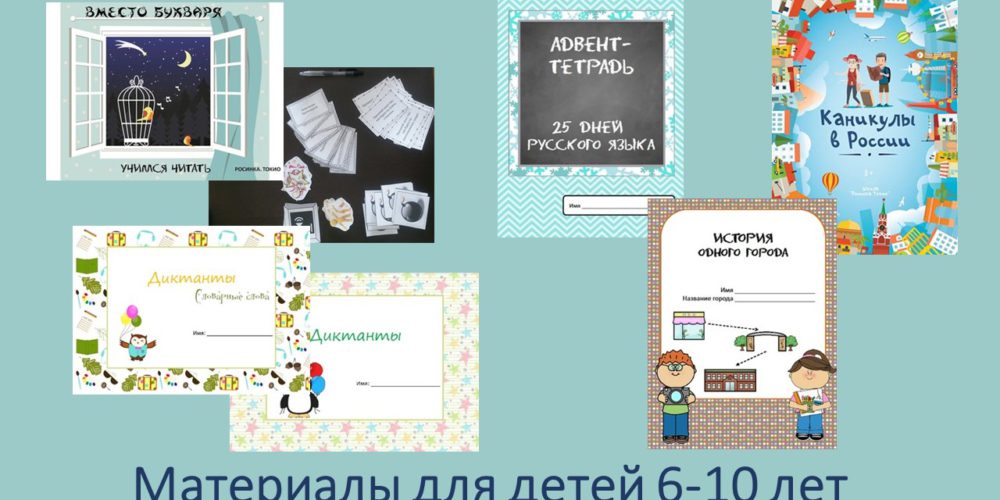 ВМЕСТО БУКВАРЯ
УЧИМСЯ ЧИТАТЬ
РОСИНКА. ТОКИО
АДВЕНТ-
ТЕТРАДЬ
25 ДНЕЙ
РУССКОГО ЯЗЫКА
Имя
Каникулы
в России
ИСТОРИЯ
ОДНОГО ГОРОДА
Имя
Название города
Диктанты
Словарные слова
Имя:
Диктанты
Имя:
Материалы для детей 6-10 лет